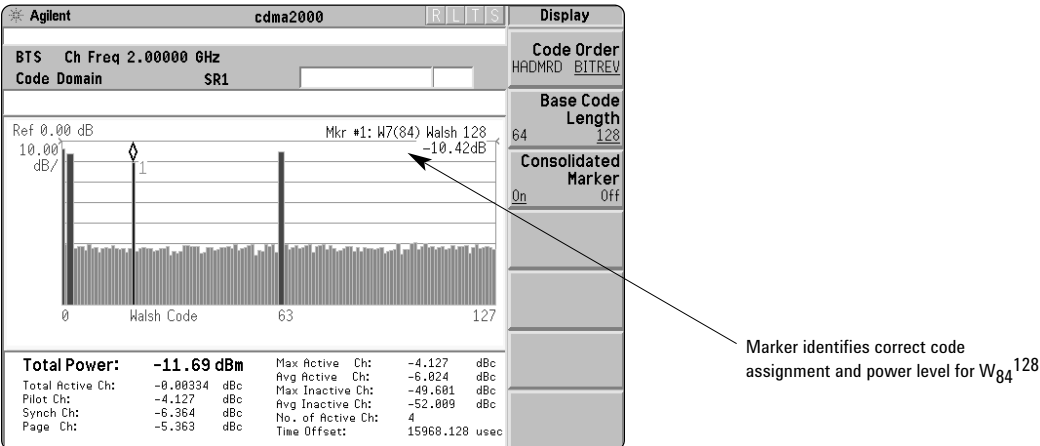 Agilent cdma2000 R L T S Display
BTS Ch Freq 2.00000 GHz
Code Domain SR1
Code Order
HADMRD BITREV
Base Code
Length
64 128
Consolidated
Marker
On Off
Ref 0.00 dB Mkr #1: W7(84) Walsh 128
10.00 -10.42dB
dB/
1
0 Walsh Code 63 127
Total Power: -11.69 dBm
Total Active Ch: -0.00334 dBc
Pilot Ch: -4.127 dBc
Synch Ch: -6.364 dBc
Page Ch: -5.363 dBc
Max Active Ch: -4.127 dBc
Avg Active Ch: -6.024 dBc
Max Inactive Ch: -49.601 dBc
Avg Inactive Ch: -52.009 dBc
No. of Active Ch: 4
Time Offset: 15968.128 usec
Marker identifies correct code
assignment and power level for W84^128